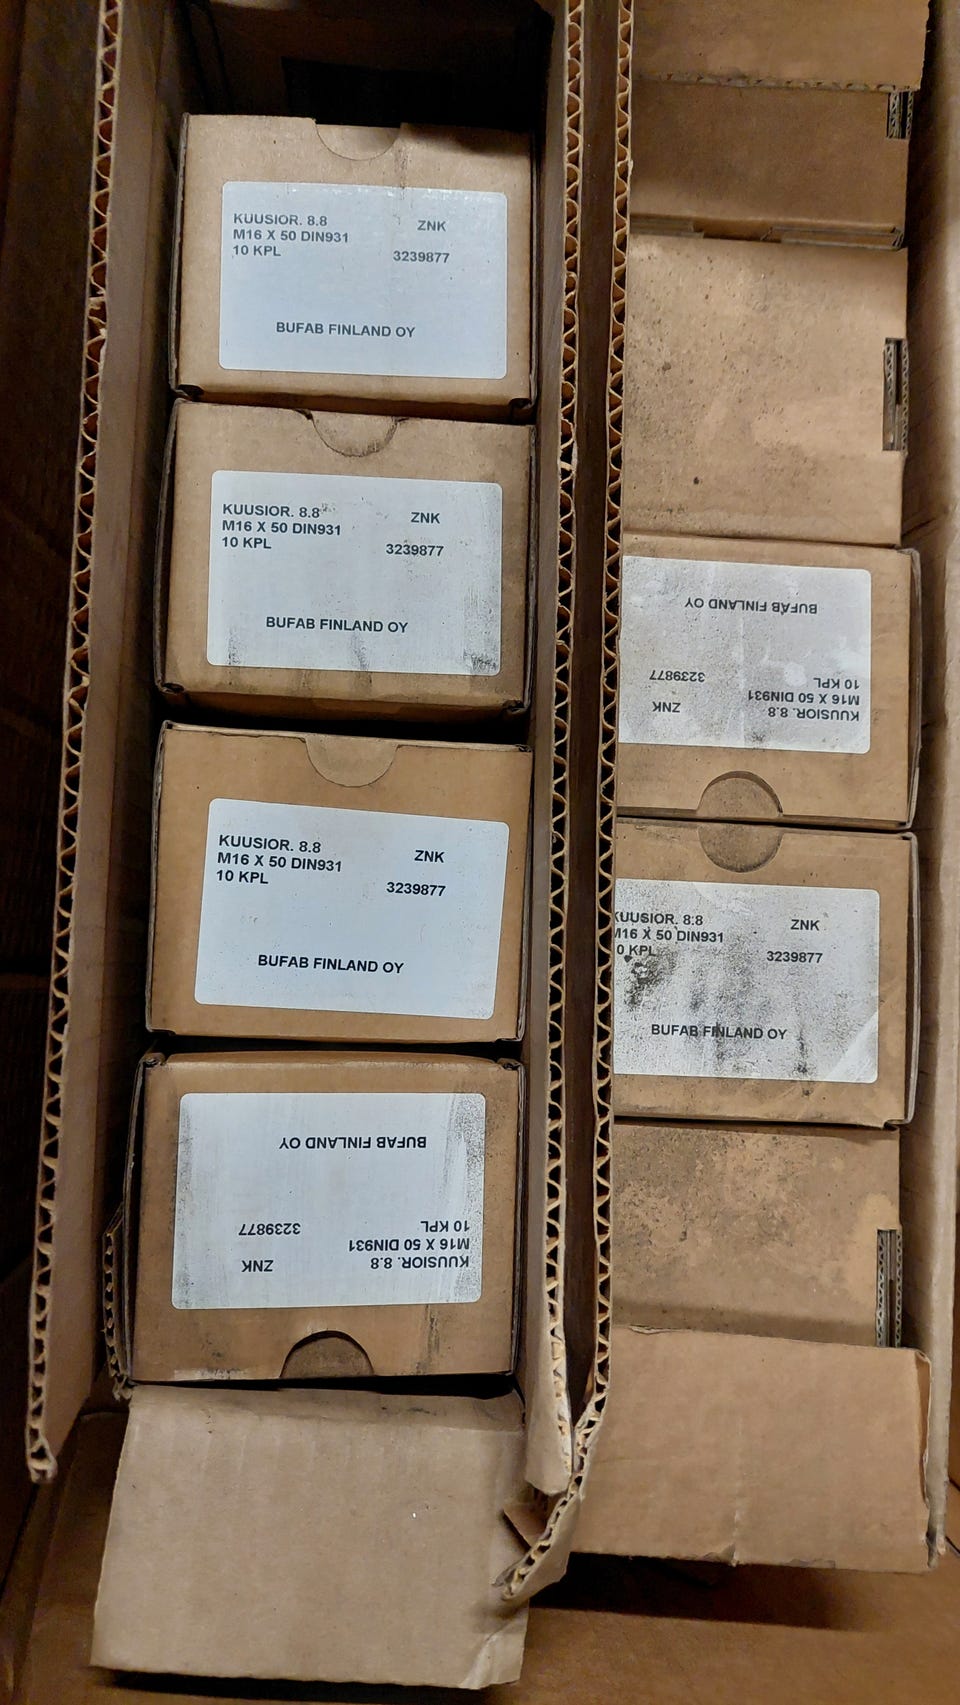 KUUSIOR. 8.8 ZNK
M16 X 50 DIN931
10 KPL 3239877
BUFAB FINLAND OY
KUUSIOR. 8.8 ZNK
M16 X 50 DIN931
10 KPL 3239877
BUFAB FINLAND OY
KUUSIOR. 8.8 ZNK
M16 X 50 DIN931
10 KPL 3239877
BUFAB FINLAND OY
KUUSIOR. 8.8 ZNK
M16 X 50 DIN931
10 KPL 3239877
BUFAB FINLAND OY
KUUSIOR. 8.8 ZNK
M16 X 50 DIN931
10 KPL 3239877
BUFAB FINLAND OY
KUUSIOR. 8.8 ZNK
M16 X 50 DIN931
0 KPL 3239877
BUFAB FINLAND OY